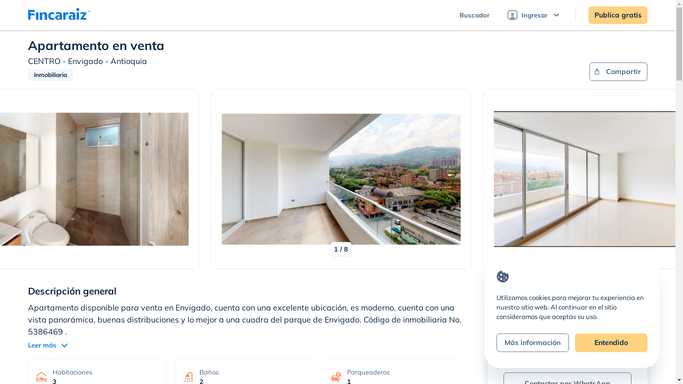 Fincaraiz
Buscador
Ingresar
Publica gratis
Apartamento en venta
CENTRO - Envigado - Antioquia
Inmobiliaria
Compartir
1 / 8
Descripción general
Apartamento disponible para venta en Envigado, cuenta con una excelente ubicación, es moderno, cuenta con una
vista panorámica, buenas distribuciones y lo mejor a una cuadra del parque de Envigado. Código de inmobiliaria No.
5386469 .
Leer más
Habitaciones
3
Baños
2
Parqueaderos
1
Utilizamos cookies para mejorar tu experiencia en
nuestro sitio web. Al continuar en el sitio
consideramos que aceptas su uso.
Más información
Entendido
Contactar por WhatsApp